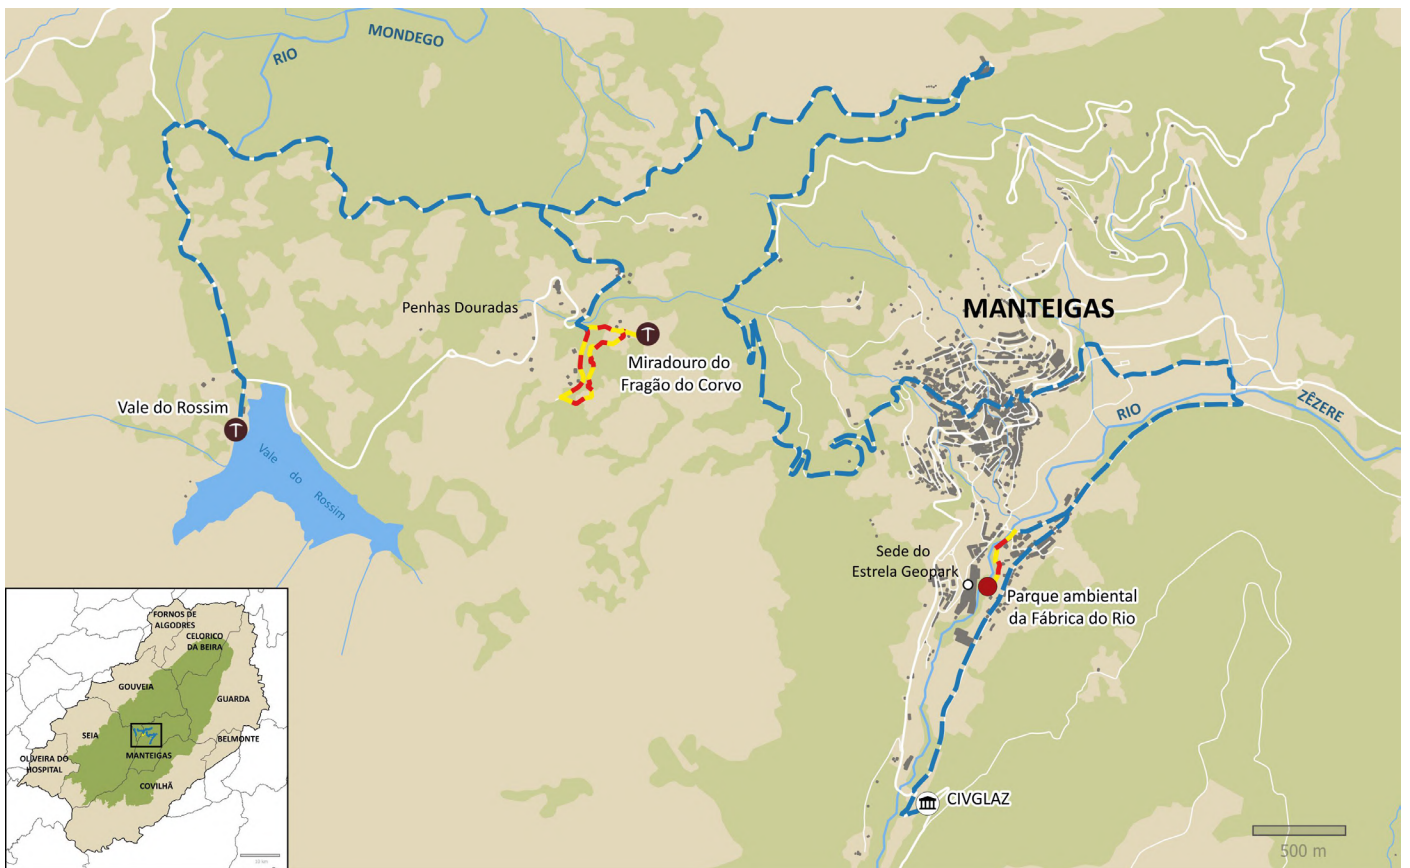 RIO
MONDEGO
MANTEIGAS
Penhas Douradas
Miradouro do
Fragão do Corvo
Vale do Rossim
Vale
do
Rossim
RIO
ZÊZERE
Sede do
Estrela Geopark
Parque ambiental
da Fábrica do Rio
CIVGLAZ
500 m
FORNOS DE
ALGODRES
CELORICO
DA BEIRA
GOUVEIA
GUARDA
SEIA
BELMONTE
MANTEIGAS
OLIVEIRA DO
HOSPITAL
COVILHÃ
10 km